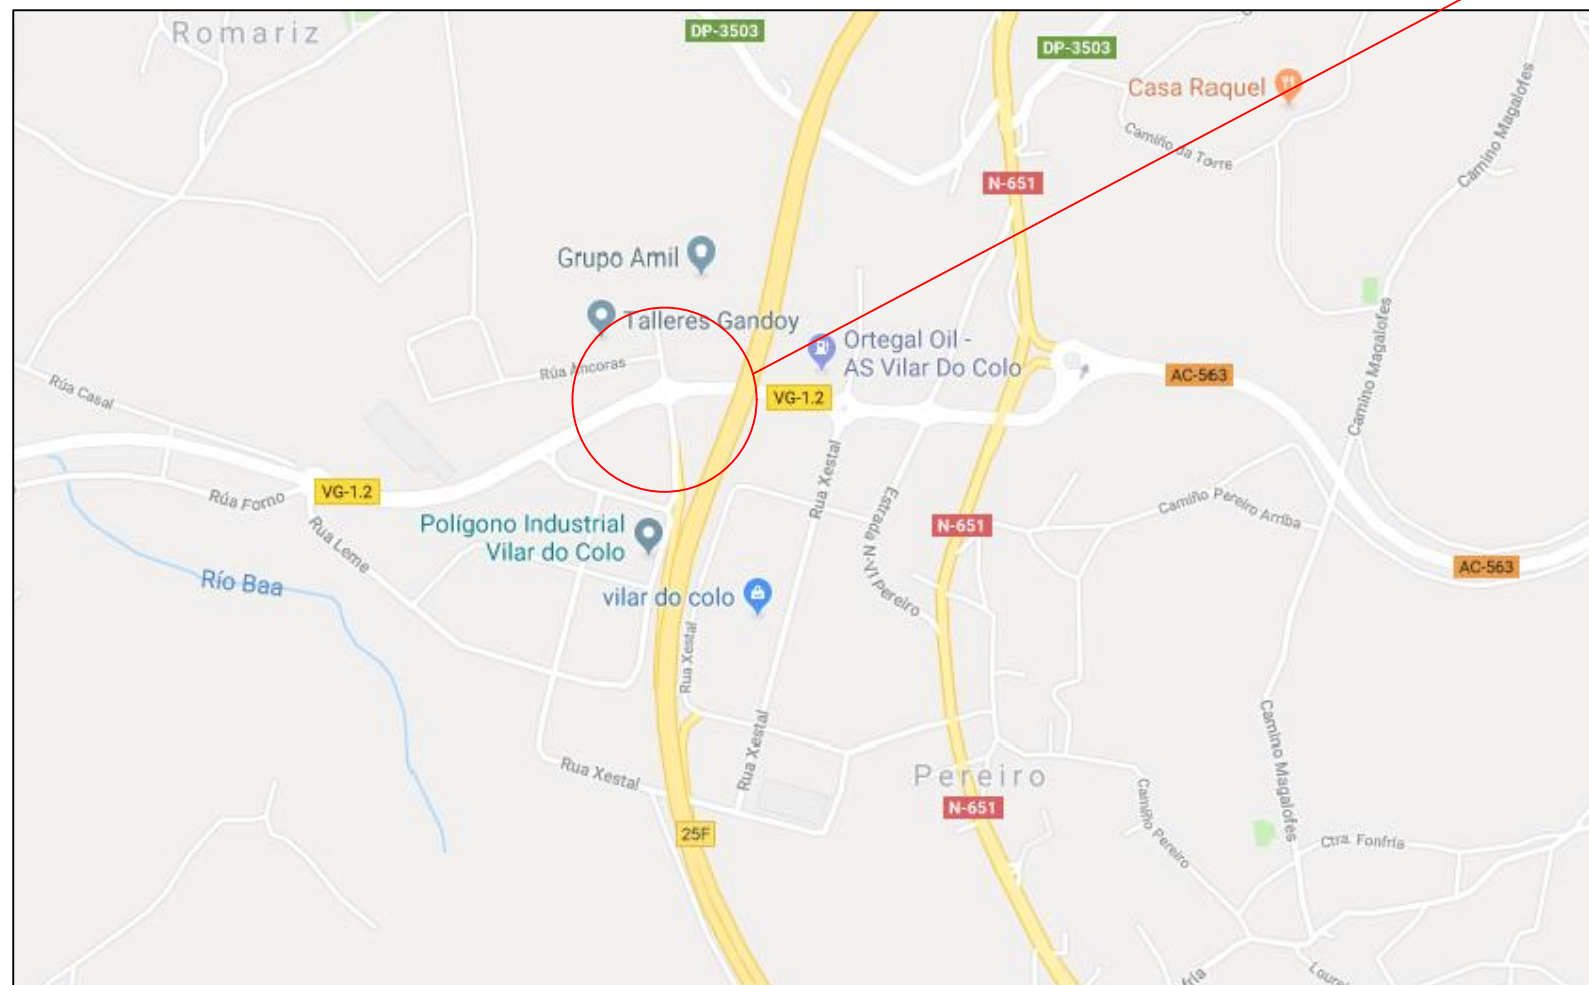 Romariz
DP-3503
DP-3503
Casa Raquel
Camiño da Torre
Camino Magalofes
N-651
Grupo Amil
Talleres Gandoy
Rúa Áncoras
Ortegal Oil -
AS Vilar Do Colo
VG-1.2
AC-563
Camino Magalofes
Rúa Casal
Rúa Forno
VG-1.2
Rua Leme
Rua Xestal
Estrada N-VI Pereiro
Camiño Pereiro Arriba
N-651
AC-563
Polígono Industrial
Vilar do Colo
Río Baa
vilar do colo
Rua Xestal
Rua Xestal
Rua Xestal
Pereiro
N-651
Camino Magalofes
Camiño Pereiro
25F
Ctra. Fonfría